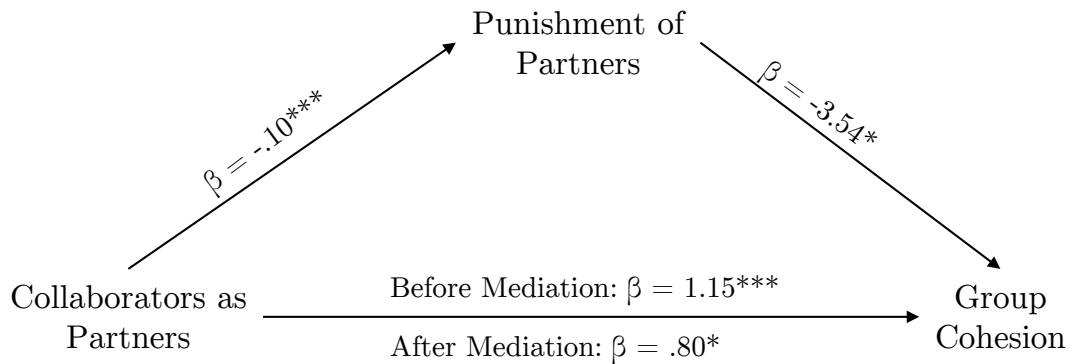 Punishment of
Partners
β = -.10***
β = -3.54*
Collaborators as
Partners
Before Mediation: β = 1.15***
After Mediation: β = .80*
Group
Cohesion